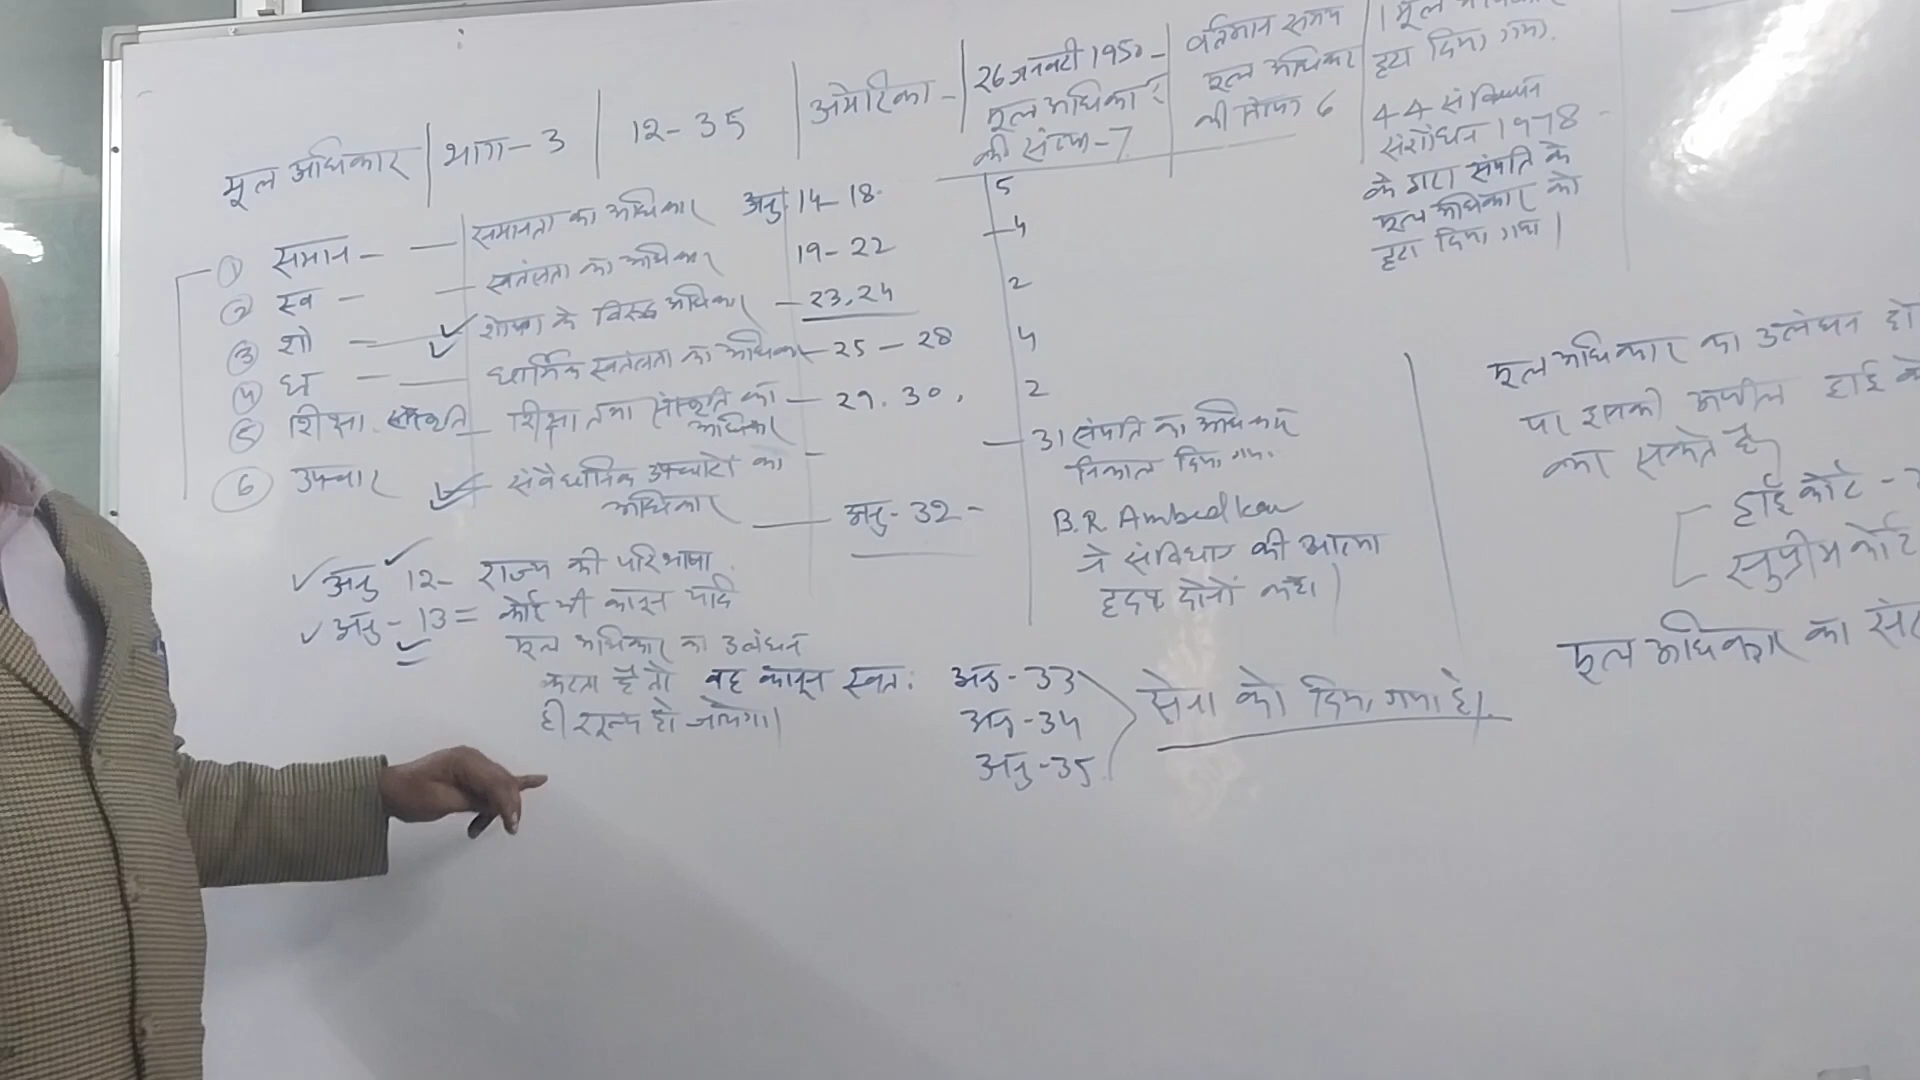 मूल अधिकार | भाग-3 | 12-35 | अमेरिका - | 26 जनवरी 1950 - मूल अधिकारों की संख्या-7 | वर्तमान समय मूल अधिकार की संख्या 6
हटा दिया गया.
44 संविधान
संशोधन 1978 -
के द्वारा संपत्ति के
मूल अधिकार को
हटा दिया गया।
① समान - — समानता का अधिकार अनु. 14-18. 5
② स्व - — स्वतंत्रता का अधिकार 19-22 4
③ शो — शोषण के विरुद्ध अधिकार - 23,24 2
④ ध - — धार्मिक स्वतंत्रता का अधिकार - 25-28 4
⑤ शिक्षा संस्कृति — शिक्षा तथा संस्कृति का अधिकार - 29.30, 2
— 31 संपत्ति का अधिकार
निकाल दिया गया.
⑥ उपचार — संवैधानिक उपचारों का -
अधिकार — अनु-32-
B.R. Ambedkar
ने संविधान की आत्मा
हृदय दोनों कहा।
अनु 12- राज्य की परिभाषा
अनु-13 = कोई भी कानून यदि
मूल अधिकार का उलंघन
करता है तो वह कानून स्वत:
ही शून्य हो जायेगा।
अनु-33
अनु-34
अनु-35
सेना को दिया गया है।
मूल अधिकार का उलंघन हो
पर इसकी अपील हाई को
का सकते है
हाई कोर्ट -
सुप्रीम कोर्ट
मूल अधिकार का सं